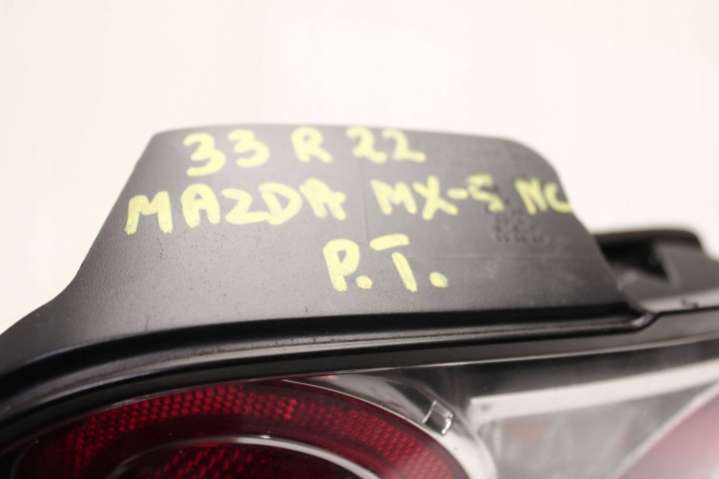 33 R 22
MAZDA MX-5 NC
P.T.